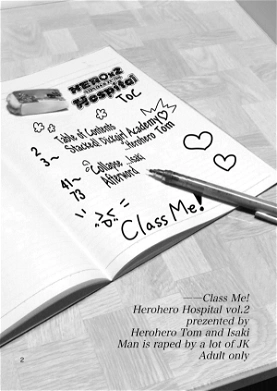 HEROx2
Hospital
ToC
Table of Contents
2
Stacked! Dickgirl Academy♡
3~
...Herohero Tom
Collapse ...Isaki
41~
Afterword
73
Class Me!
——Class Me!
Herohero Hospital vol.2
prezented by
Herohero Tom and Isaki
Man is raped by a lot of JK
Adult only
2